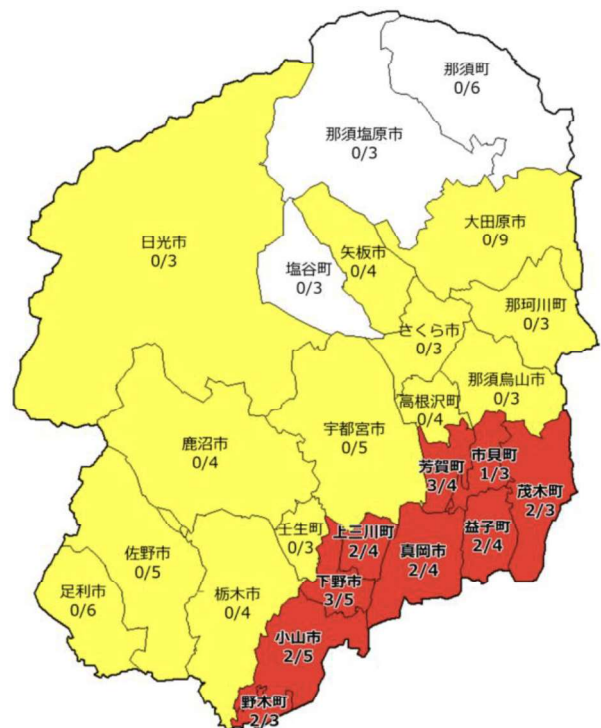 那須町
0/6
那須塩原市
0/3
大田原市
0/9
日光市
0/3
矢板市
0/4
塩谷町
0/3
那珂川町
0/3
さくら市
0/3
那須烏山市
0/3
高根沢町
0/4
宇都宮市
0/5
鹿沼市
0/4
芳賀町
3/4
市貝町
1/3
茂木町
2/3
壬生町
0/3
上三川町
2/4
真岡市
2/4
益子町
2/4
佐野市
0/5
下野市
3/5
足利市
0/6
栃木市
0/4
小山市
2/5
野木町
2/3